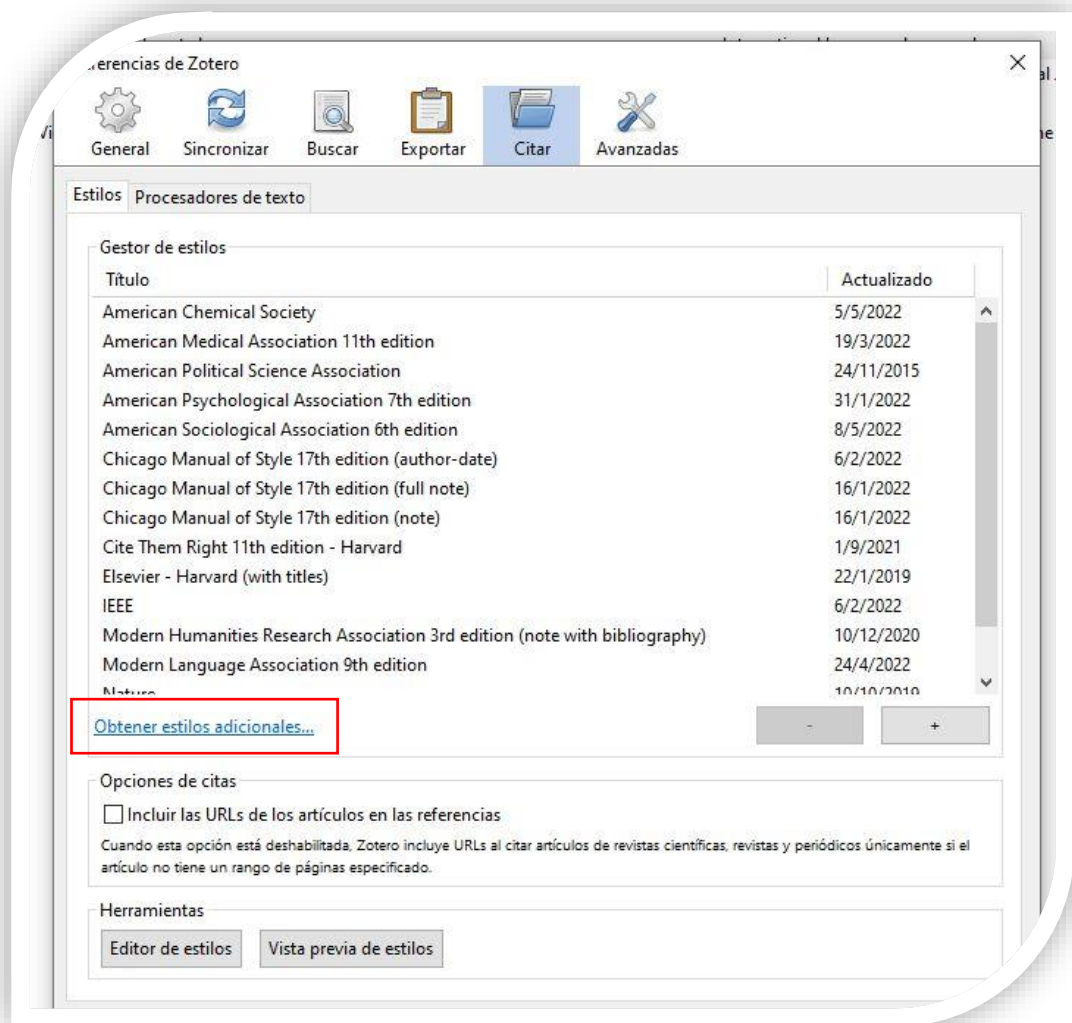 erencias de Zotero
General Sincronizar Buscar Exportar Citar Avanzadas
Estilos Procesadores de texto
Gestor de estilos
Título Actualizado
American Chemical Society 5/5/2022
American Medical Association 11th edition 19/3/2022
American Political Science Association 24/11/2015
American Psychological Association 7th edition 31/1/2022
American Sociological Association 6th edition 8/5/2022
Chicago Manual of Style 17th edition (author-date) 6/2/2022
Chicago Manual of Style 17th edition (full note) 16/1/2022
Chicago Manual of Style 17th edition (note) 16/1/2022
Cite Them Right 11th edition - Harvard 1/9/2021
Elsevier - Harvard (with titles) 22/1/2019
IEEE 6/2/2022
Modern Humanities Research Association 3rd edition (note with bibliography) 10/12/2020
Modern Language Association 9th edition 24/4/2022
Nature 10/10/2019
Obtener estilos adicionales... - +
Opciones de citas
Incluir las URLs de los artículos en las referencias
Cuando esta opción está deshabilitada, Zotero incluye URLs al citar artículos de revistas científicas, revistas y periódicos únicamente si el
artículo no tiene un rango de páginas especificado.
Herramientas
Editor de estilos Vista previa de estilos